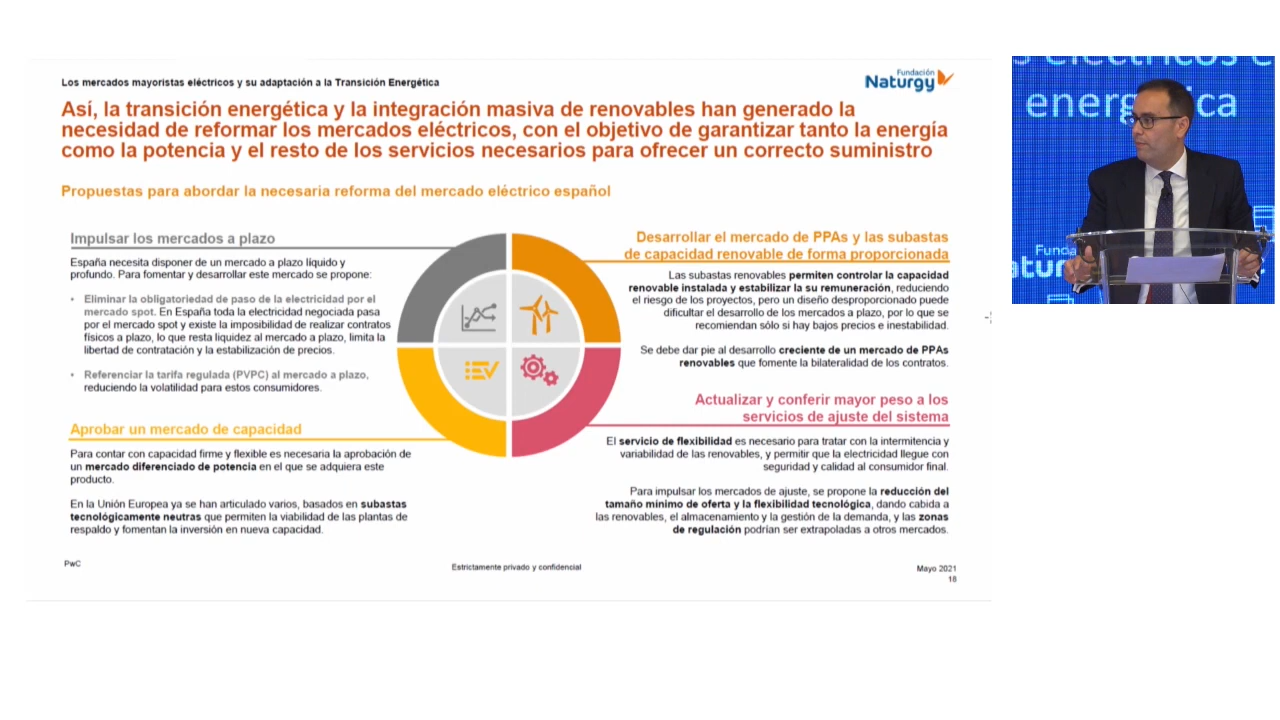 Los mercados mayoristas eléctricos y su adaptación a la Transición Energética
Fundación
Naturgy
Así, la transición energética y la integración masiva de renovables han generado la
necesidad de reformar los mercados eléctricos, con el objetivo de garantizar tanto la energía
como la potencia y el resto de los servicios necesarios para ofrecer un correcto suministro
Propuestas para abordar la necesaria reforma del mercado eléctrico español
Impulsar los mercados a plazo
España necesita disponer de un mercado a plazo líquido y
profundo. Para fomentar y desarrollar este mercado se propone:
• Eliminar la obligatoriedad de paso de la electricidad por el
mercado spot. En España toda la electricidad negociada pasa
por el mercado spot y existe la imposibilidad de realizar contratos
físicos a plazo, lo que resta liquidez al mercado a plazo, limita la
libertad de contratación y la estabilización de precios.
• Referenciar la tarifa regulada (PVPC) al mercado a plazo,
reduciendo la volatilidad para estos consumidores.
Aprobar un mercado de capacidad
Para contar con capacidad firme y flexible es necesaria la aprobación de
un mercado diferenciado de potencia en el que se adquiera este
producto.
En la Unión Europea ya se han articulado varios, basados en subastas
tecnológicamente neutras que permiten la viabilidad de las plantas de
respaldo y fomentan la inversión en nueva capacidad.
Desarrollar el mercado de PPAs y las subastas
de capacidad renovable de forma proporcionada
Las subastas renovables permiten controlar la capacidad
renovable instalada y estabilizar la su remuneración, reduciendo
el riesgo de los proyectos, pero un diseño desproporcionado puede
dificultar el desarrollo de los mercados a plazo, por lo que se
recomiendan sólo si hay bajos precios e inestabilidad.
Se debe dar pie al desarrollo creciente de un mercado de PPAs
renovables que fomente la bilateralidad de los contratos.
Actualizar y conferir mayor peso a los
servicios de ajuste del sistema
El servicio de flexibilidad es necesario para tratar con la intermitencia y
variabilidad de las renovables, y permitir que la electricidad llegue con
seguridad y calidad al consumidor final.
Para impulsar los mercados de ajuste, se propone la reducción del
tamaño mínimo de oferta y la flexibilidad tecnológica, dando cabida a
las renovables, el almacenamiento y la gestión de la demanda, y las zonas
de regulación podrían ser extrapoladas a otros mercados.
PwC
Estrictamente privado y confidencial
Mayo 2021
18
s eléctricos e
energética
Funda
atur